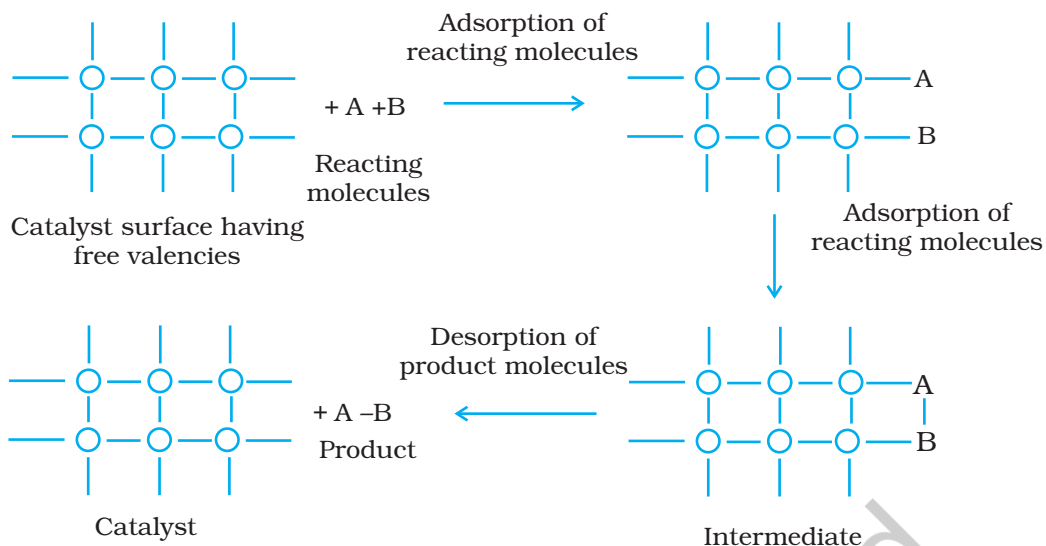 Adsorption of
reacting molecules
+ A +B
Reacting
molecules
Catalyst surface having
free valencies
A
B
Adsorption of
reacting molecules
Desorption of
product molecules
+ A –B
Product
Catalyst
A
B
Intermediate
d